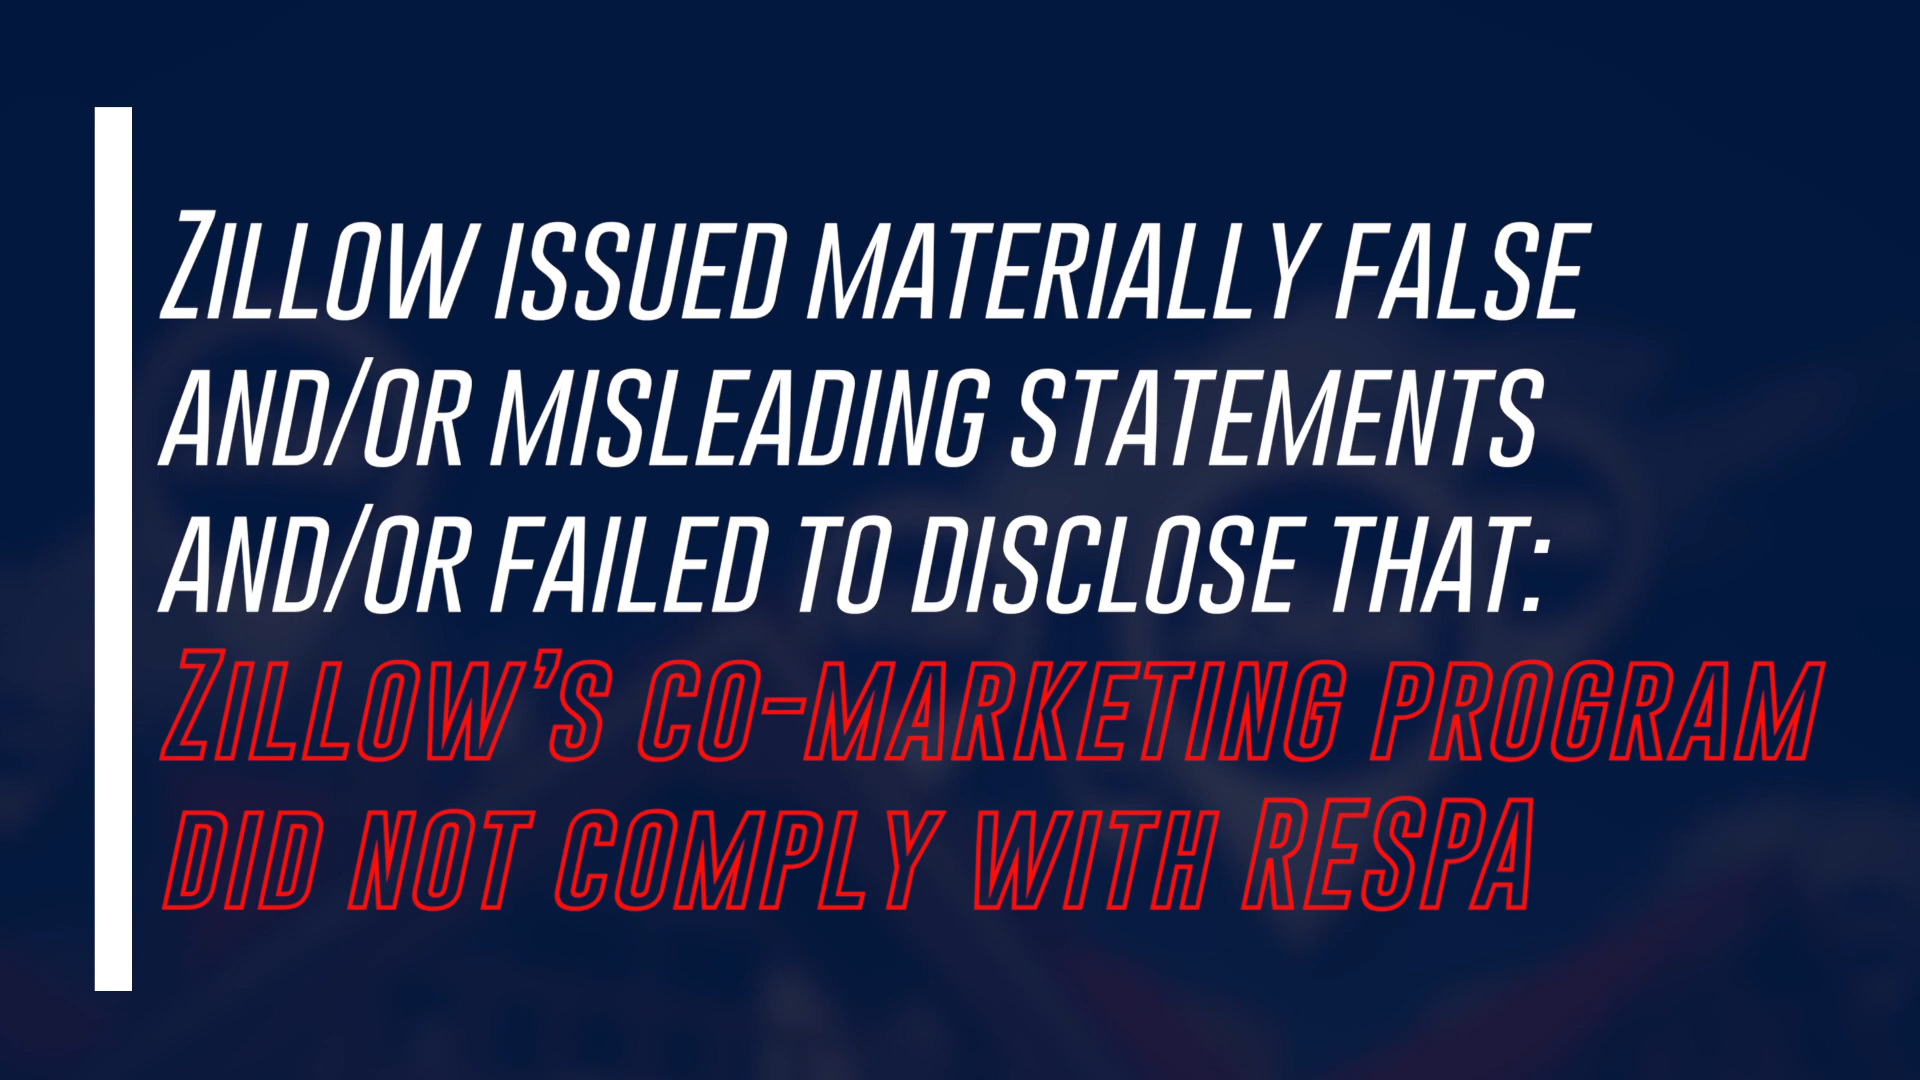 Zillow issued materially false
and/or misleading statements
and/or failed to disclose that:
Zillow's co-marketing program
did not comply with RESPA